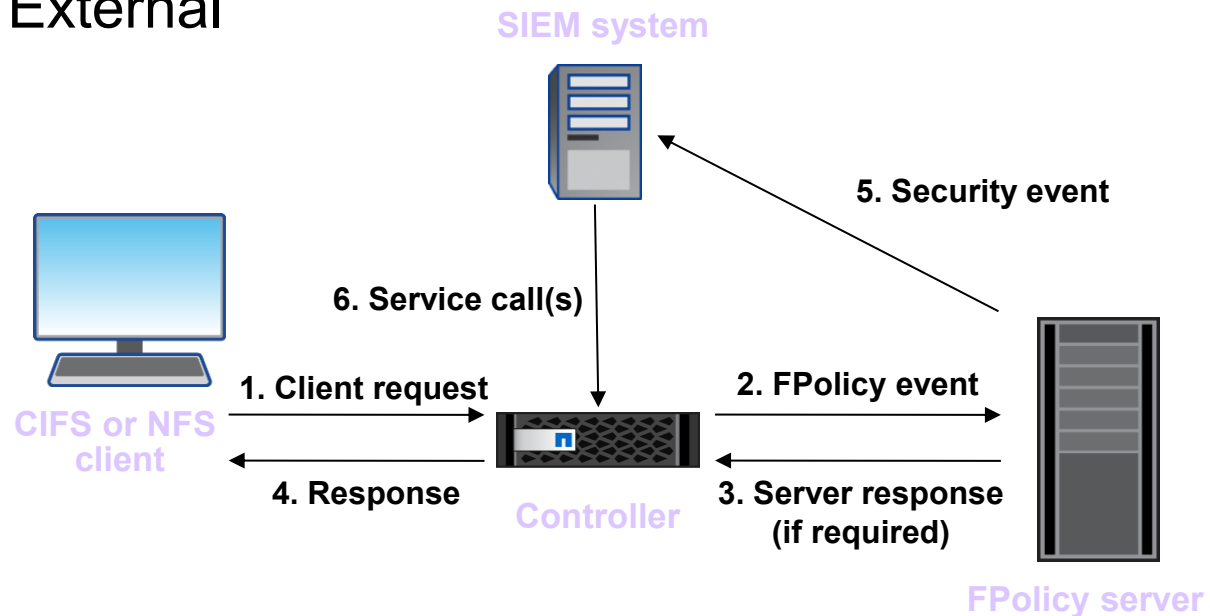 External
SIEM system
5. Security event
6. Service call(s)
1. Client request
2. FPolicy event
CIFS or NFS
client
4. Response
Controller
3. Server response
(if required)
FPolicy server